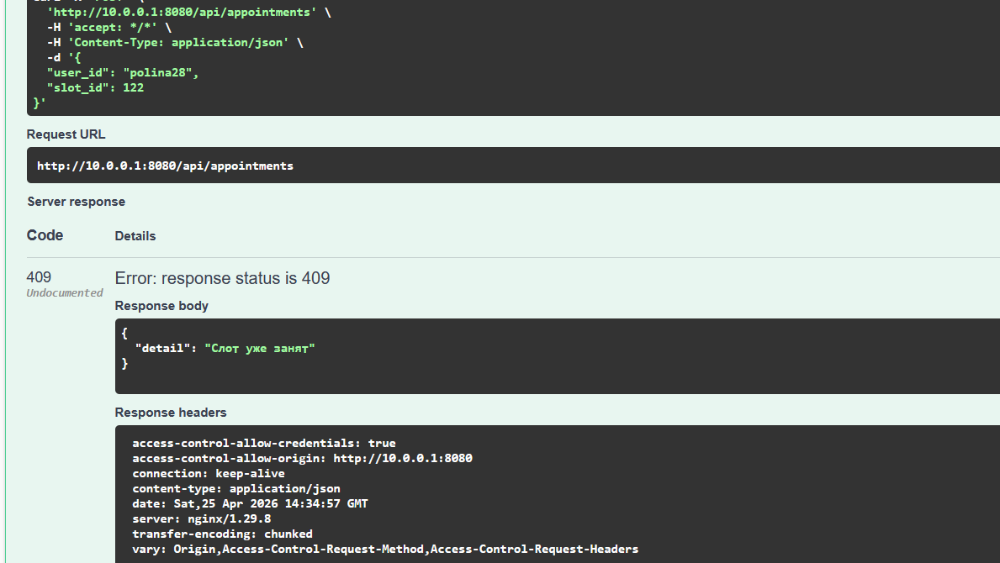 'http://10.0.0.1:8080/api/appointments' \
-H 'accept: */*' \
-H 'Content-Type: application/json' \
-d '{
"user_id": "polina28",
"slot_id": 122
}'
Request URL
http://10.0.0.1:8080/api/appointments
Server response
Code Details
409 Error: response status is 409
Undocumented
Response body
{
"detail": "Слот уже занят"
}
Response headers
access-control-allow-credentials: true
access-control-allow-origin: http://10.0.0.1:8080
connection: keep-alive
content-type: application/json
date: Sat,25 Apr 2026 14:34:57 GMT
server: nginx/1.29.8
transfer-encoding: chunked
vary: Origin,Access-Control-Request-Method,Access-Control-Request-Headers